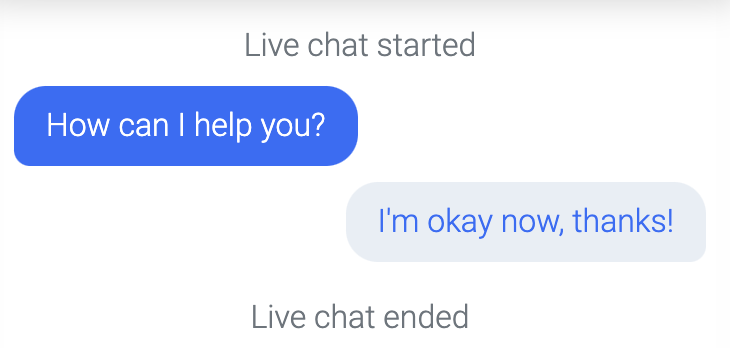 Live chat started
How can I help you?
I'm okay now, thanks!
Live chat ended